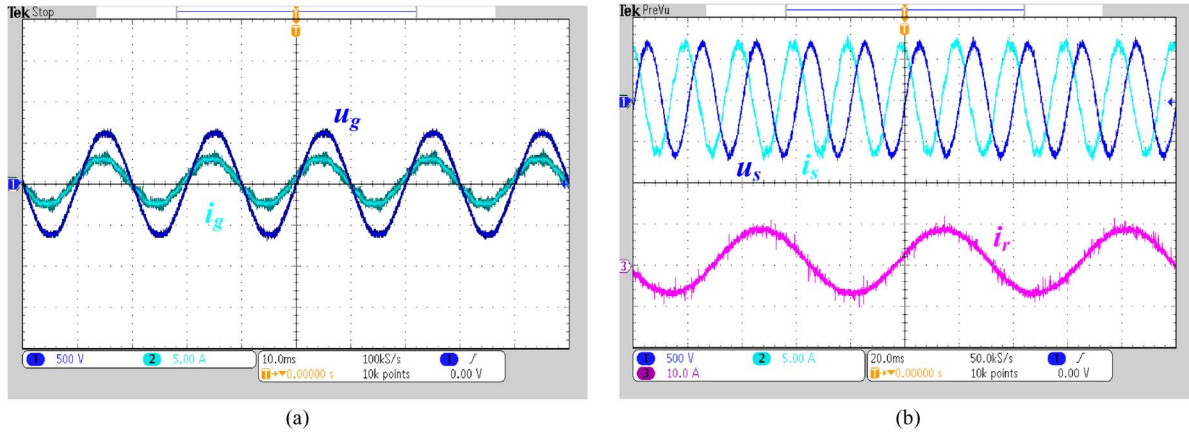 Tek Stop
T
T
u_g
T
i_g
1 500 V 2 5.00 A 10.0ms 100kS/s 1 ∫
T→▼0.00000 s 10k points 0.00 V
(a)
Tek PreVu
T
T
T
u_s i_s
i_r
3
1 500 V 2 5.00 A 20.0ms 50.0kS/s 1 ∫
3 10.0 A T→▼0.00000 s 10k points 0.00 V
(b)